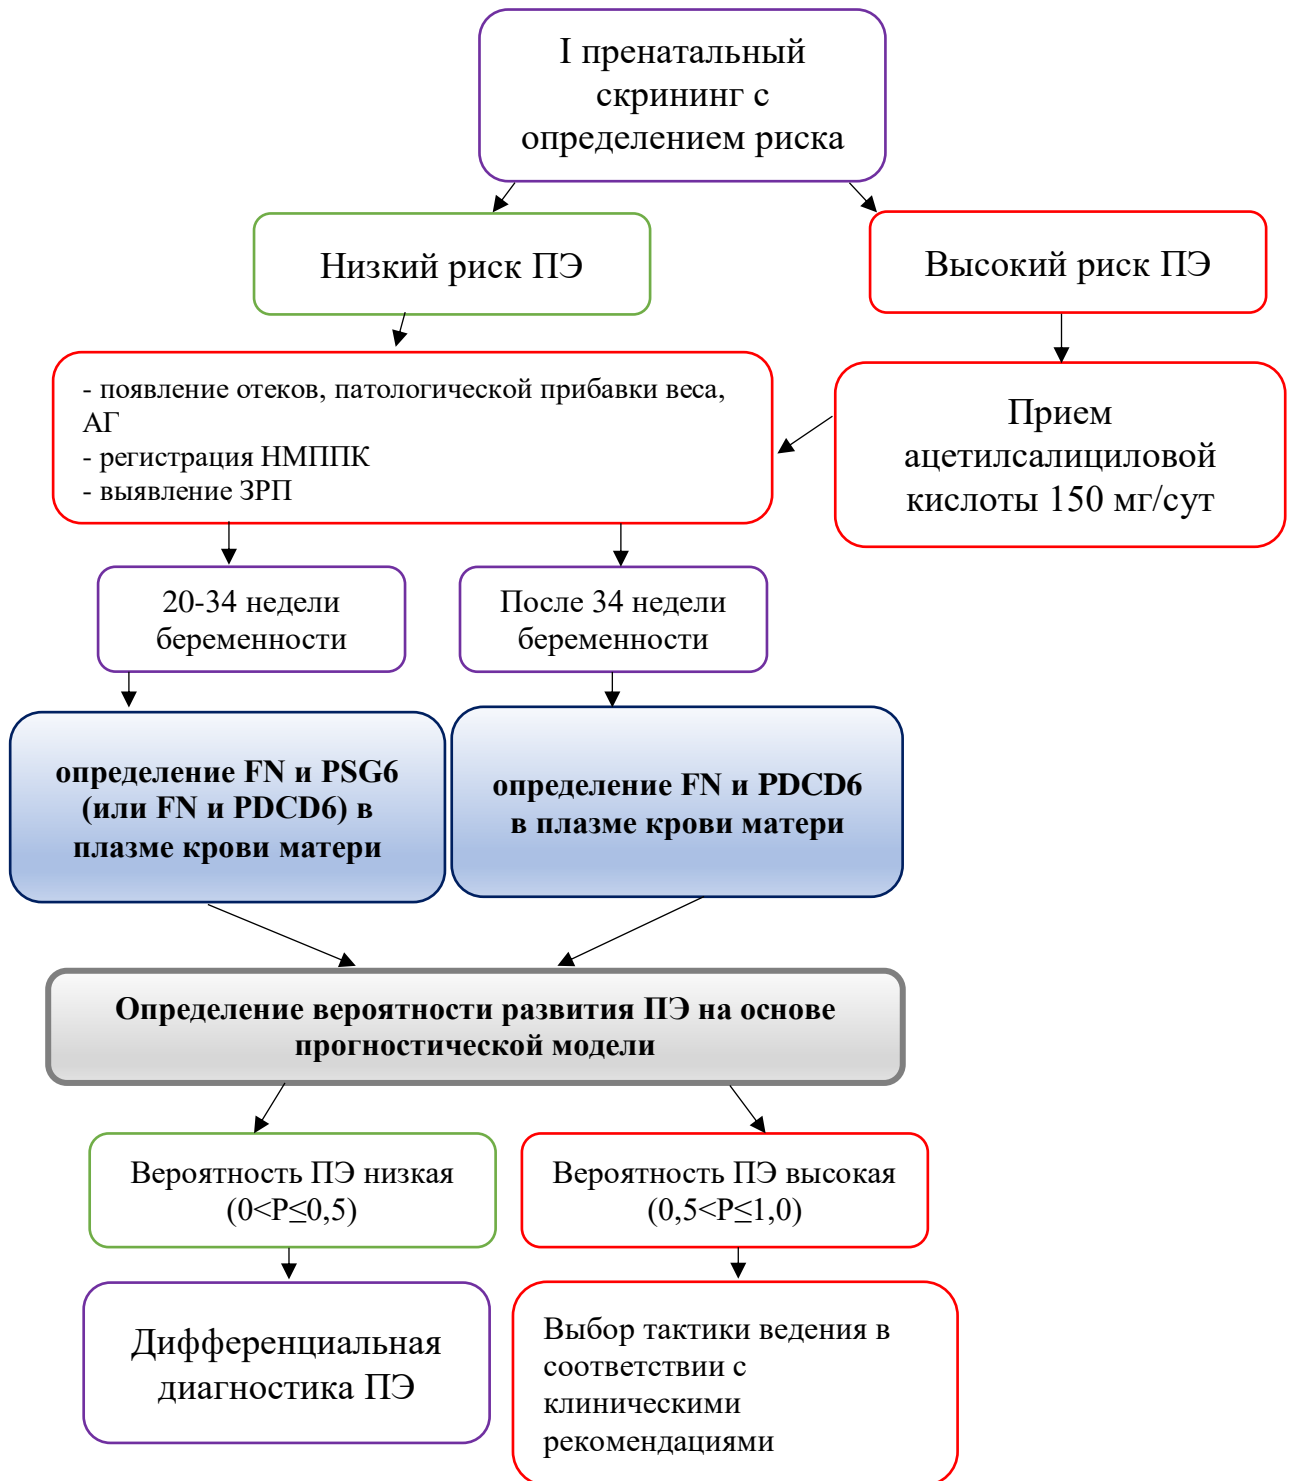 I пренатальный
скрининг с
определением риска
Низкий риск ПЭ
Высокий риск ПЭ
- появление отеков, патологической прибавки веса,
АГ
- регистрация НМППК
- выявление ЗРП
Прием
ацетилсалициловой
кислоты 150 мг/сут
20-34 недели
беременности
После 34 недели
беременности
определение FN и PSG6
(или FN и PDCD6) в
плазме крови матери
определение FN и PDCD6
в плазме крови матери
Определение вероятности развития ПЭ на основе
прогностической модели
Вероятность ПЭ низкая
(0<P≤0,5)
Вероятность ПЭ высокая
(0,5<P≤1,0)
Дифференциальная
диагностика ПЭ
Выбор тактики ведения в
соответствии с
клиническими
рекомендациями